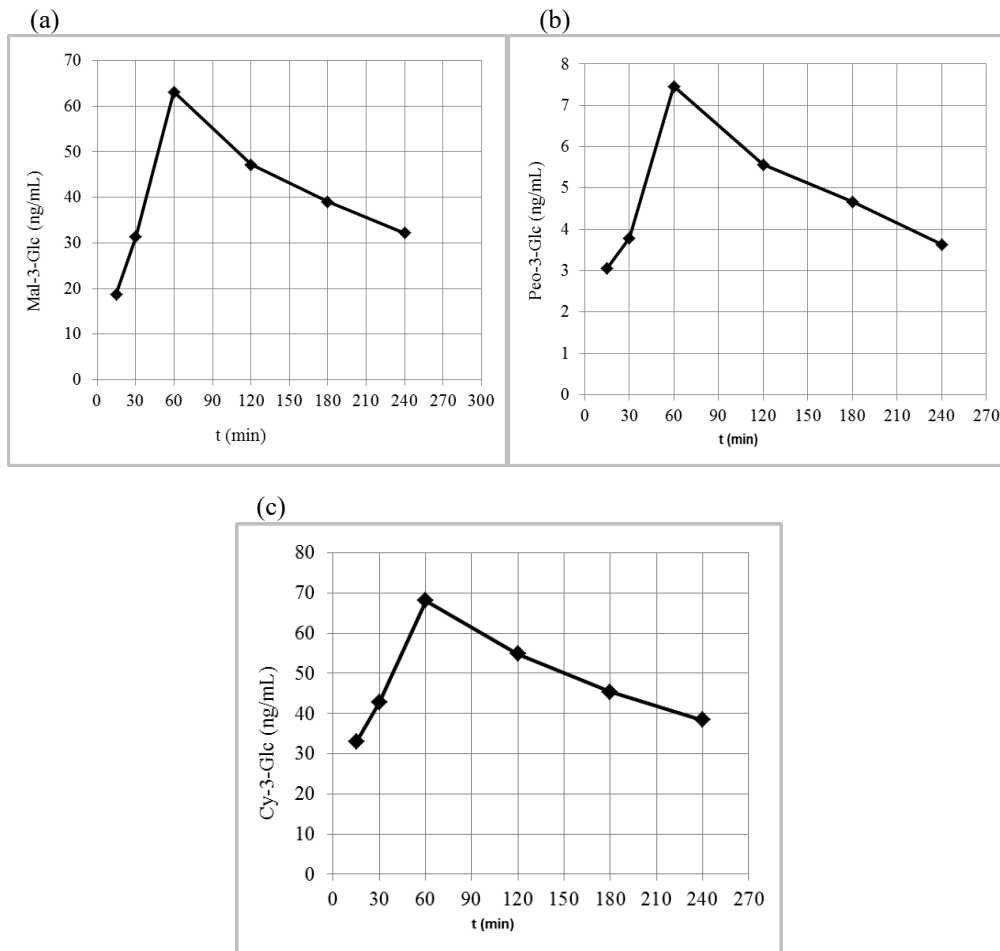 (a)
70
60
50
40
30
20
10
0
Mal-3-Glc (ng/mL)
0 30 60 90 120 150 180 210 240 270 300
t (min)
(b)
8
7
6
5
4
3
2
1
0
Peo-3-Glc (ng/mL)
0 30 60 90 120 150 180 210 240 270
t (min)
(c)
80
70
60
50
40
30
20
10
0
Cy-3-Glc (ng/mL)
0 30 60 90 120 150 180 210 240 270
t (min)